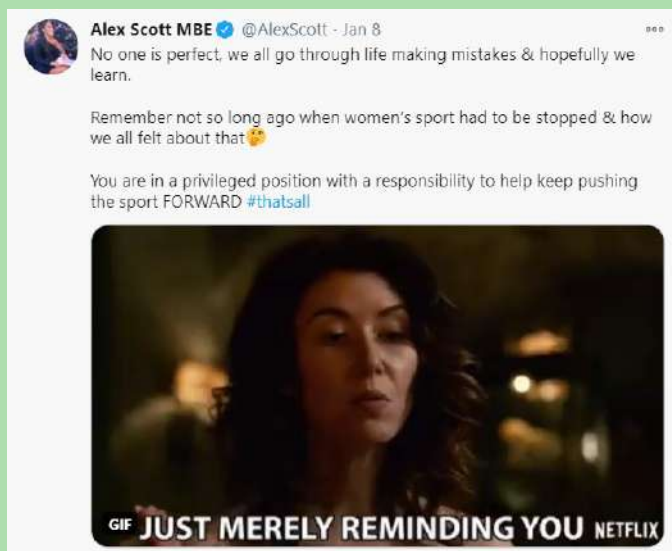 Alex Scott MBE @AlexScott · Jan 8
No one is perfect, we all go through life making mistakes & hopefully we
learn.
Remember not so long ago when women's sport had to be stopped & how
we all felt about that🤔
You are in a privileged position with a responsibility to help keep pushing
the sport FORWARD #thatsall
GIF JUST MERELY REMINDING YOU NETFLIX